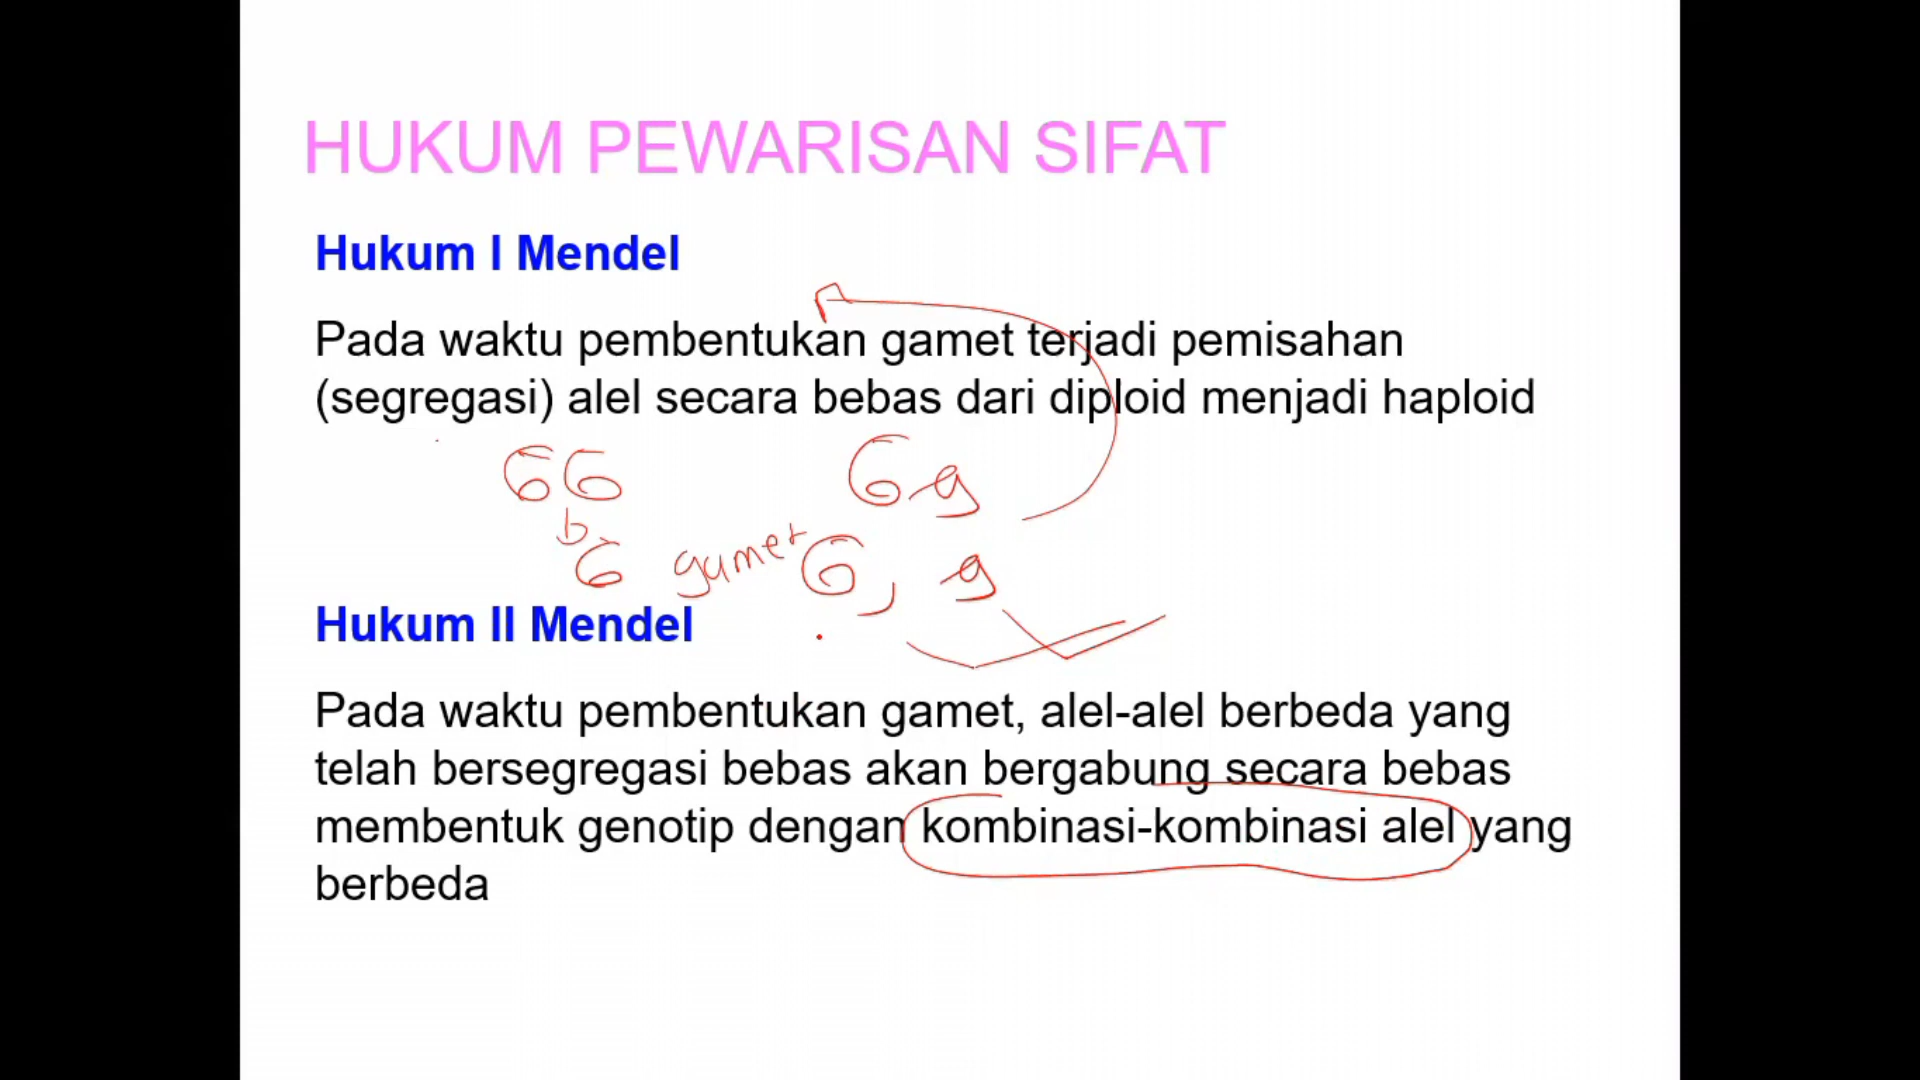 HUKUM PEWARISAN SIFAT
Hukum I Mendel
Pada waktu pembentukan gamet terjadi pemisahan
(segregasi) alel secara bebas dari diploid menjadi haploid
GG Gg
b
G gamet G, g
Hukum II Mendel
Pada waktu pembentukan gamet, alel-alel berbeda yang
telah bersegregasi bebas akan bergabung secara bebas
membentuk genotip dengan kombinasi-kombinasi alel yang
berbeda